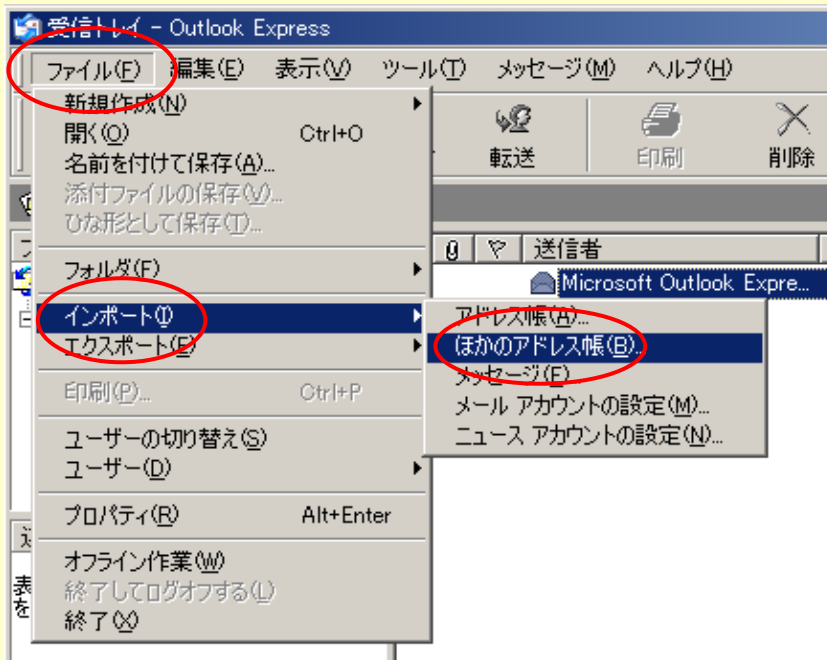 受信トレイ - Outlook Express
ファイル(F) 編集(E) 表示(V) ツール(T) メッセージ(M) ヘルプ(H)
新規作成(N)
開く(O) Ctrl+O
名前を付けて保存(A)...
添付ファイルの保存(V)...
ひな形として保存(T)...
フォルダ(F)
インポート(I)
エクスポート(E)
印刷(P)... Ctrl+P
ユーザーの切り替え(S)
ユーザー(D)
プロパティ(R) Alt+Enter
オフライン作業(W)
終了してログオフする(L)
終了(X)
転送 印刷 削除
送信者
Microsoft Outlook Expre...
アドレス帳(A)...
ほかのアドレス帳(B)...
メッセージ(E)...
メール アカウントの設定(M)...
ニュース アカウントの設定(N)...
表
を